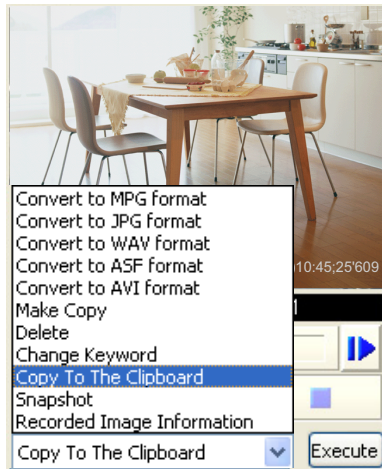 Convert to MPG format
Convert to JPG format
Convert to WAV format
Convert to ASF format
Convert to AVI format
10:45;25'609
Make Copy
1
Delete
Change Keyword
Copy To The Clipboard
Snapshot
Recorded Image Information
Copy To The Clipboard
Execute